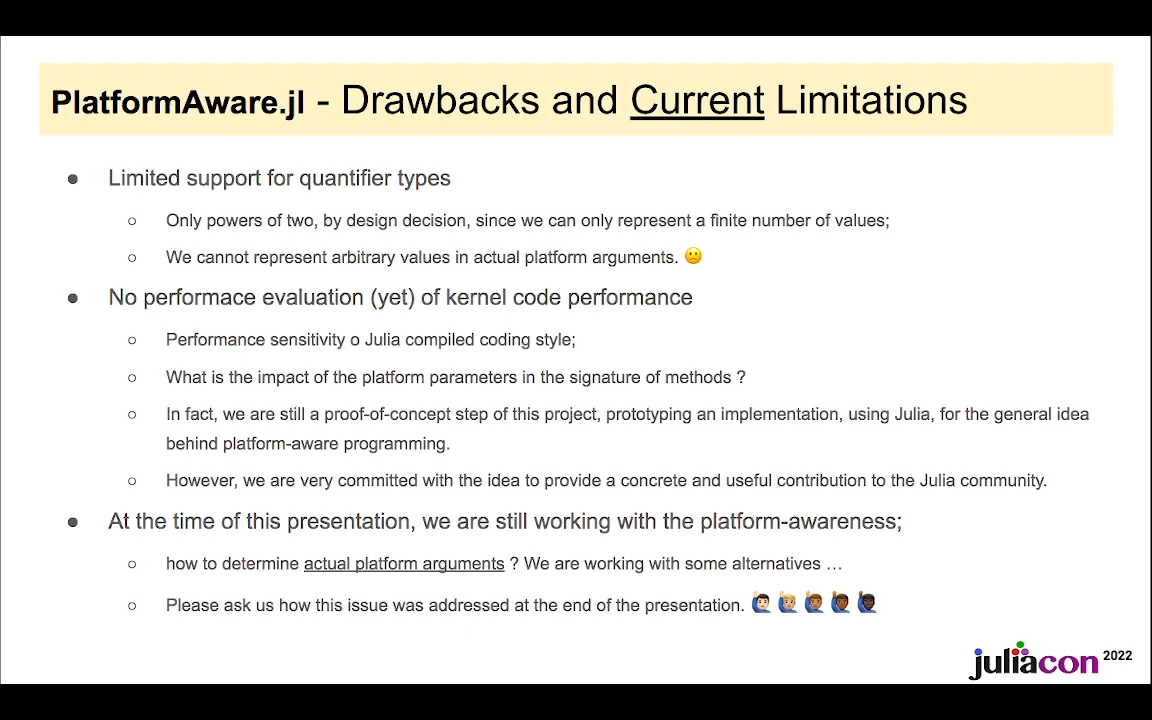 PlatformAware.jl - Drawbacks and Current Limitations
● Limited support for quantifier types
○ Only powers of two, by design decision, since we can only represent a finite number of values;
○ We cannot represent arbitrary values in actual platform arguments. 🙁
● No performace evaluation (yet) of kernel code performance
○ Performance sensitivity o Julia compiled coding style;
○ What is the impact of the platform parameters in the signature of methods ?
○ In fact, we are still a proof-of-concept step of this project, prototyping an implementation, using Julia, for the general idea
behind platform-aware programming.
○ However, we are very committed with the idea to provide a concrete and useful contribution to the Julia community.
● At the time of this presentation, we are still working with the platform-awareness;
○ how to determine actual platform arguments ? We are working with some alternatives …
○ Please ask us how this issue was addressed at the end of the presentation. 🙋🏻🙋🏼🙋🏽🙋🏾🙋🏿
juliacon 2022